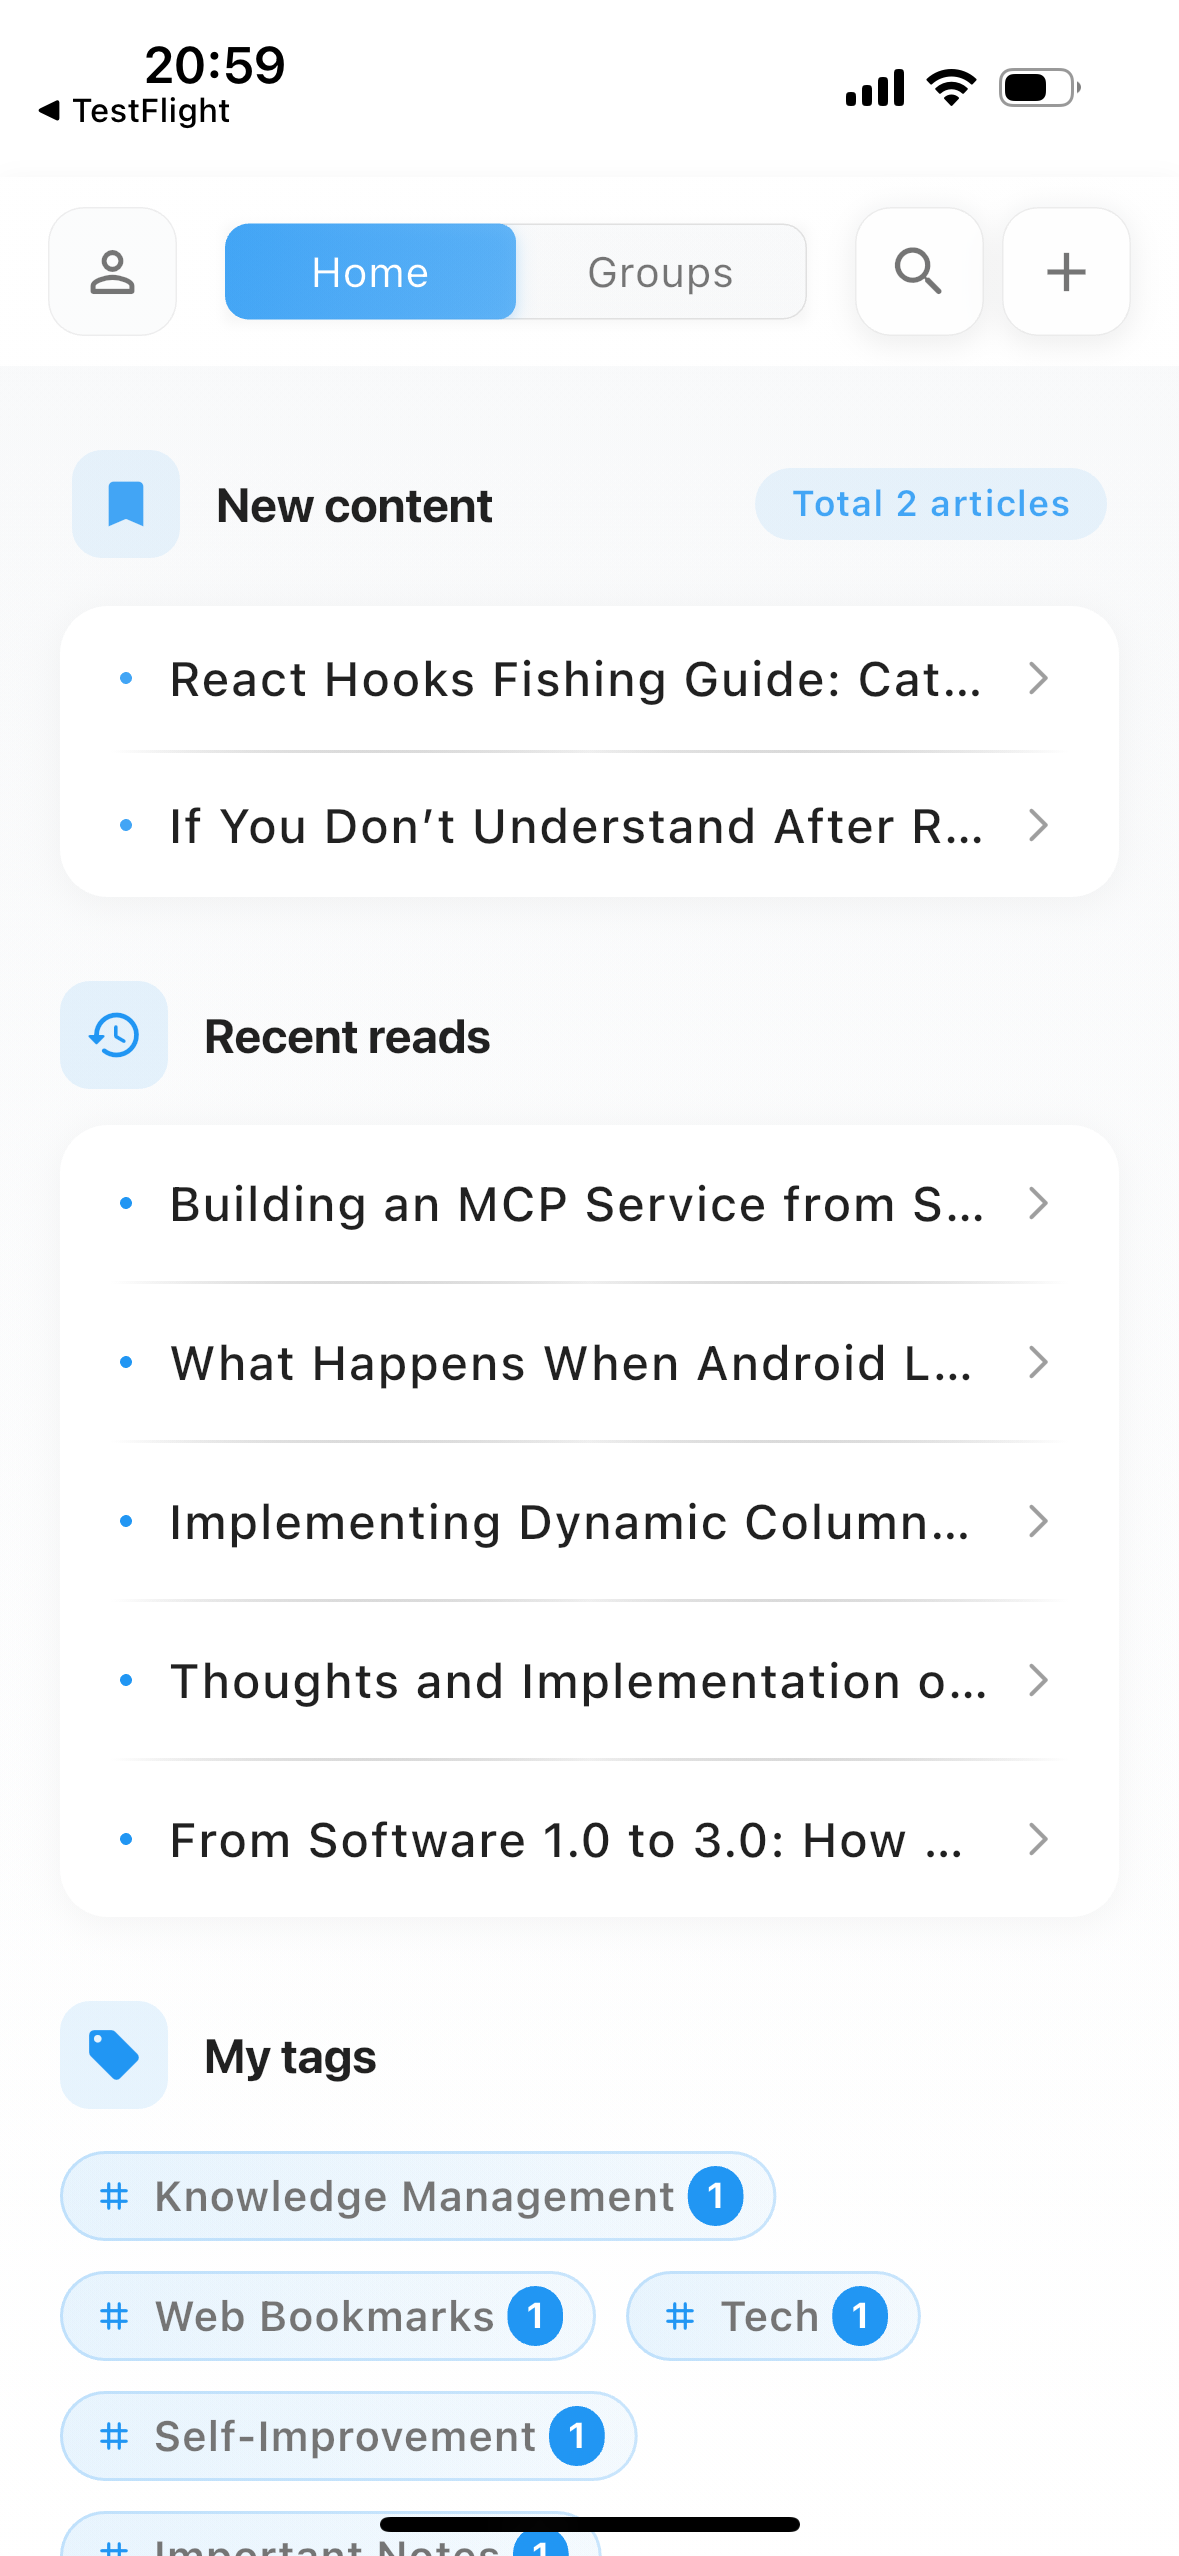 20:59
TestFlight
Home
Groups
New content
Total 2 articles
React Hooks Fishing Guide: Cat...
If You Don’t Understand After R...
Recent reads
Building an MCP Service from S...
What Happens When Android L...
Implementing Dynamic Column...
Thoughts and Implementation o...
From Software 1.0 to 3.0: How ...
My tags
# Knowledge Management 1
# Web Bookmarks 1
# Tech 1
# Self-Improvement 1
# Important Notes 1